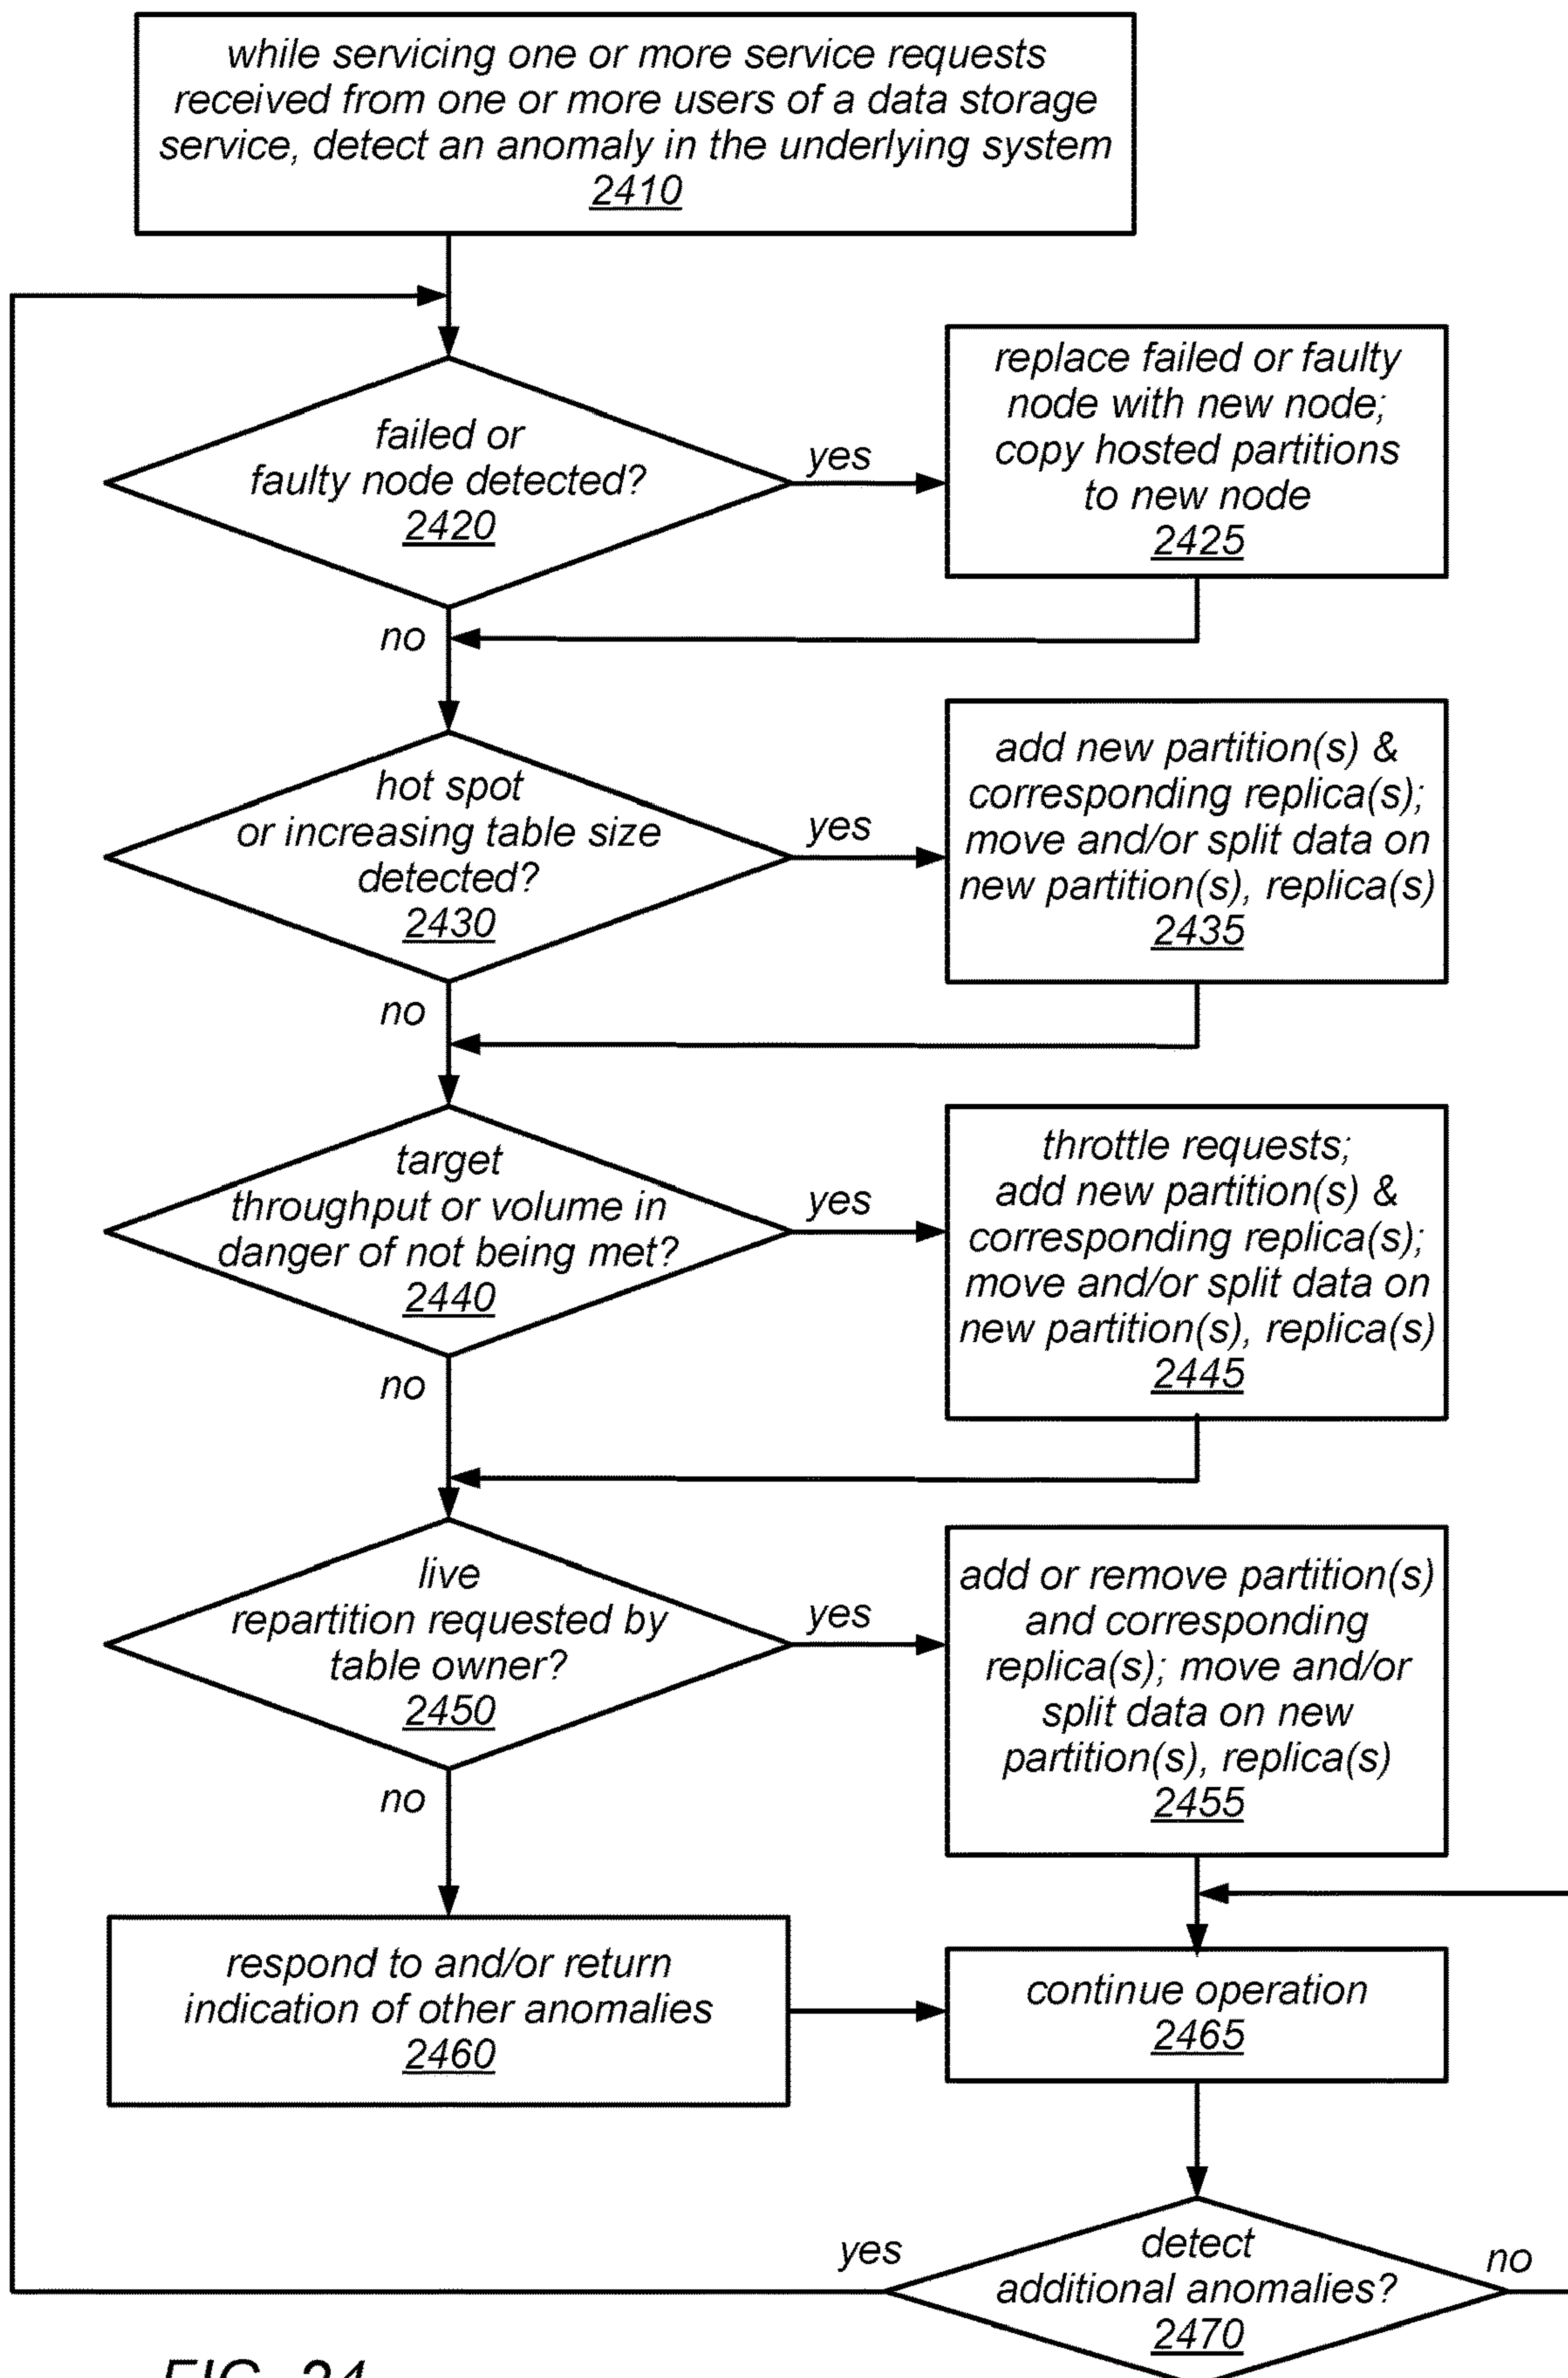 while servicing one or more service requests
received from one or more users of a data storage
service, detect an anomaly in the underlying system
2410
failed or
faulty node detected?
2420
yes
replace failed or faulty
node with new node;
copy hosted partitions
to new node
2425
no
hot spot
or increasing table size
detected?
2430
yes
add new partition(s) &
corresponding replica(s);
move and/or split data on
new partition(s), replica(s)
2435
no
target
throughput or volume in
danger of not being met?
2440
yes
throttle requests;
add new partition(s) &
corresponding replica(s);
move and/or split data on
new partition(s), replica(s)
2445
no
live
repartition requested by
table owner?
2450
yes
add or remove partition(s)
and corresponding
replica(s); move and/or
split data on new
partition(s), replica(s)
2455
no
respond to and/or return
indication of other anomalies
2460
continue operation
2465
yes
detect
additional anomalies?
2470
no
FIG. 24